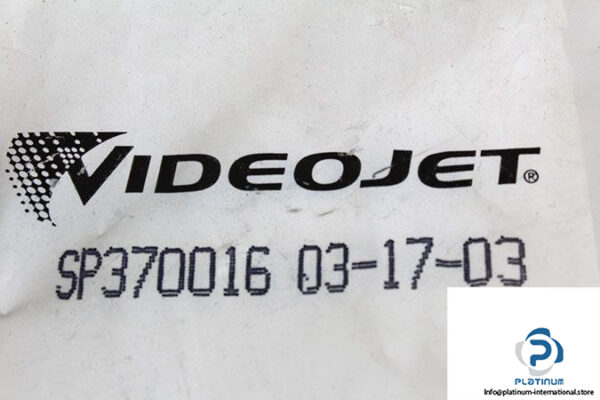 VIDEOJET®
SP370016 03-17-03
PLATINUM
Info@platinum-international.store